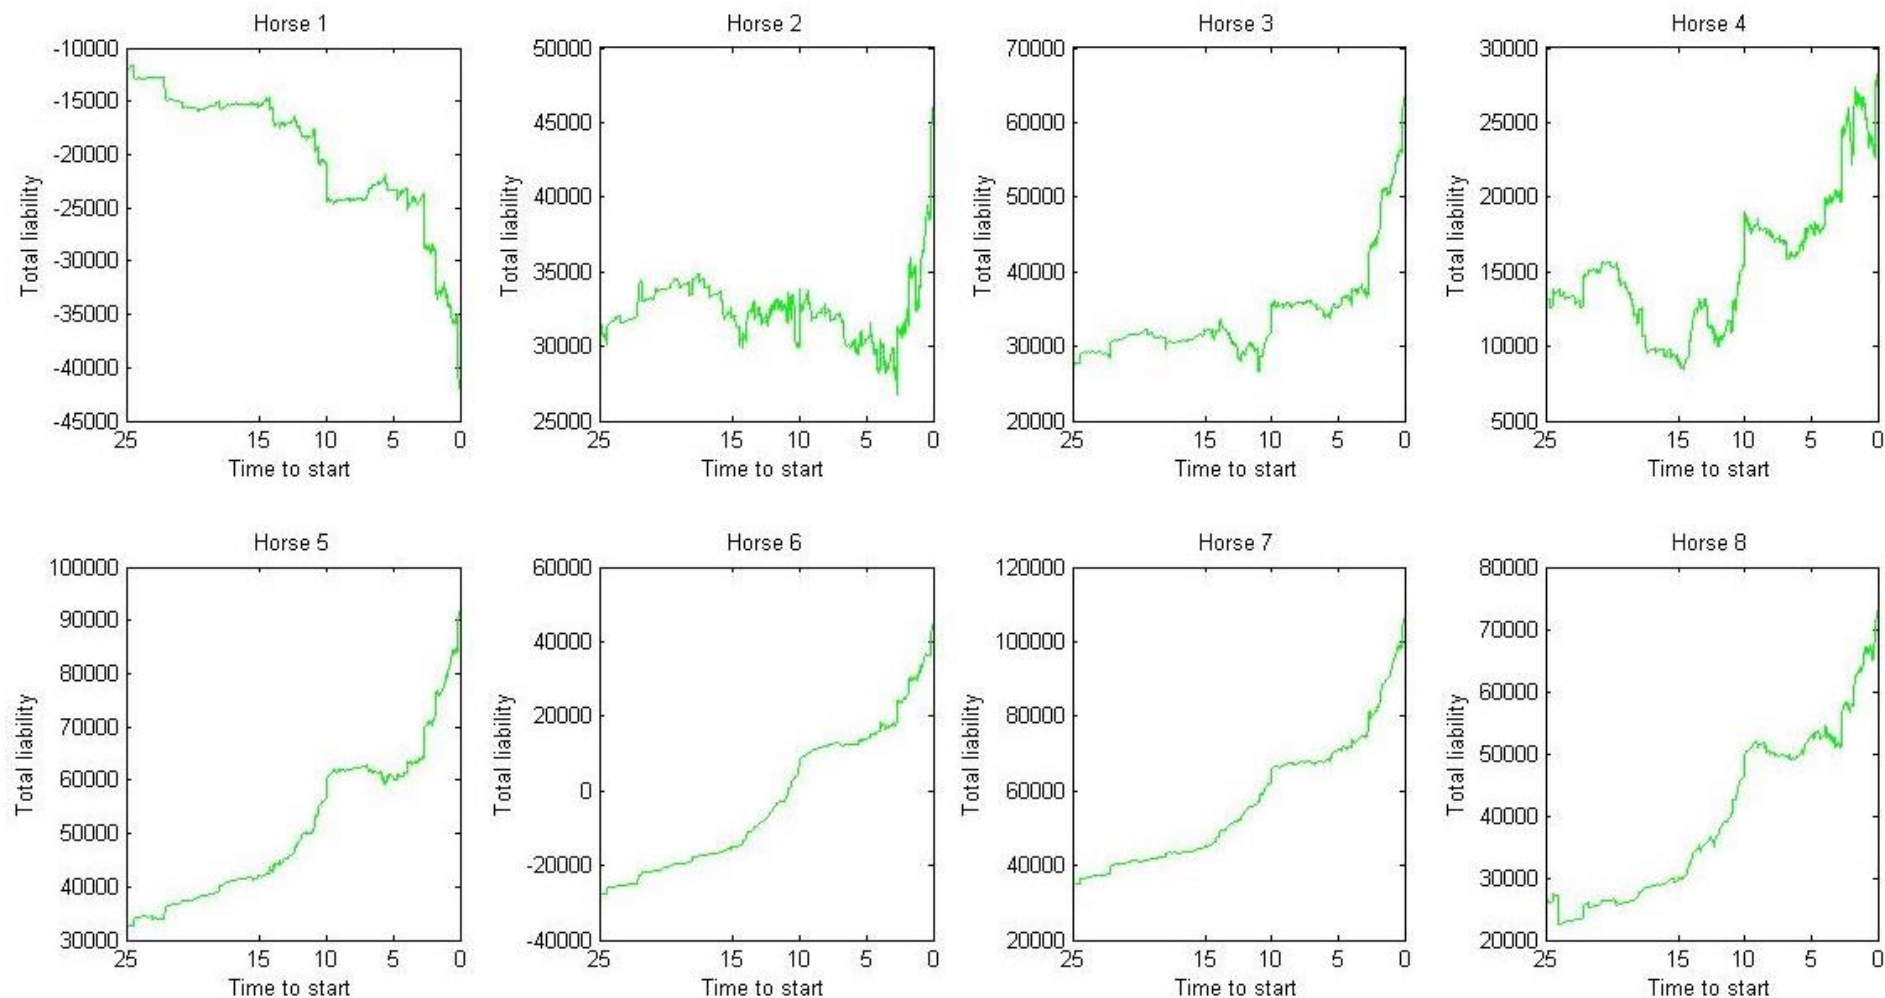 Horse 1
-10000
-15000
-20000
-25000
-30000
-35000
-40000
-45000
Total liability
25 15 10 5 0
Time to start
Horse 2
50000
45000
40000
35000
30000
25000
Total liability
25 15 10 5 0
Time to start
Horse 3
70000
60000
50000
40000
30000
20000
Total liability
25 15 10 5 0
Time to start
Horse 4
30000
25000
20000
15000
10000
5000
Total liability
25 15 10 5 0
Time to start
Horse 5
100000
90000
80000
70000
60000
50000
40000
30000
Total liability
25 15 10 5 0
Time to start
Horse 6
60000
40000
20000
0
-20000
-40000
Total liability
25 15 10 5 0
Time to start
Horse 7
120000
100000
80000
60000
40000
20000
Total liability
25 15 10 5 0
Time to start
Horse 8
80000
70000
60000
50000
40000
30000
20000
Total liability
25 15 10 5 0
Time to start